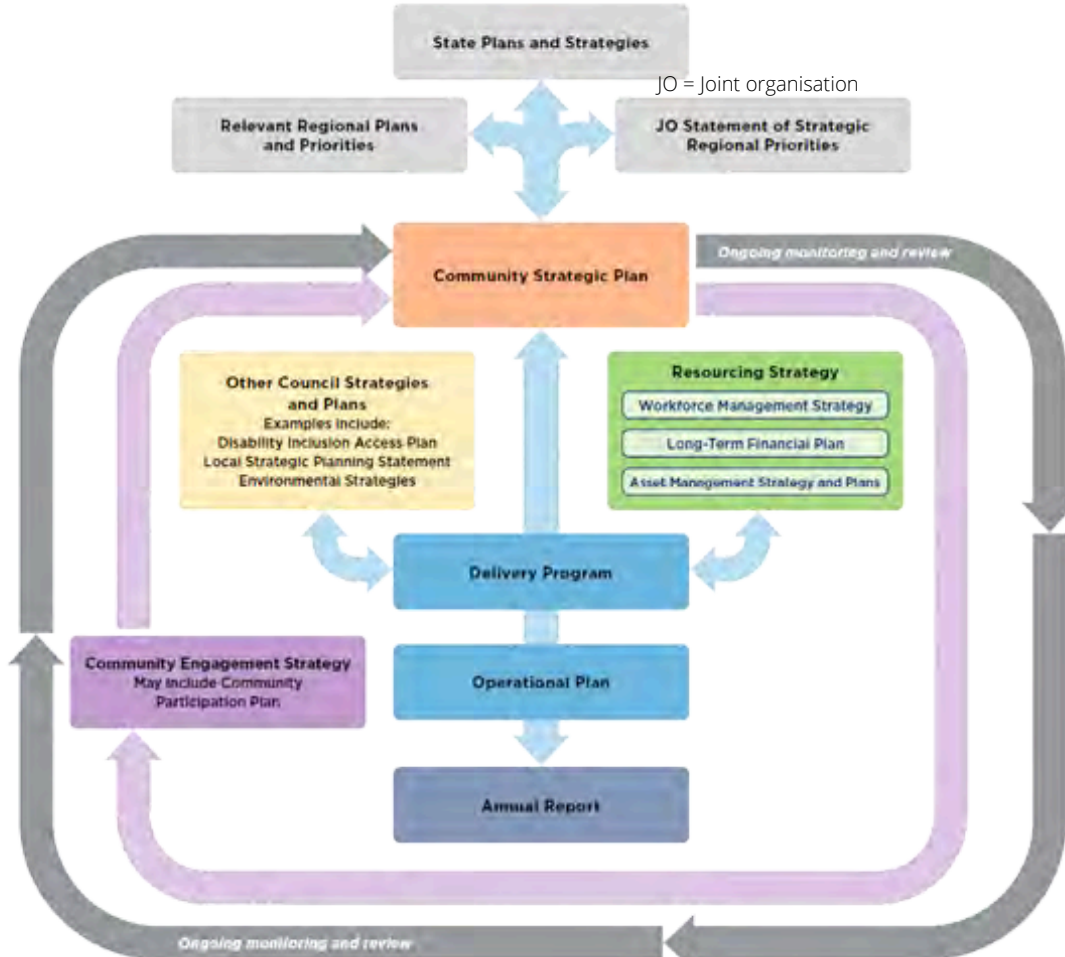 State Plans and Strategies
JO = Joint organisation
Relevant Regional Plans
and Priorities
JO Statement of Strategic
Regional Priorities
Community Strategic Plan
Ongoing monitoring and review
Other Council Strategies
and Plans
Examples Include:
Disability Inclusion Access Plan
Local Strategic Planning Statement
Environmental Strategies
Resourcing Strategy
Workforce Management Strategy
Long-Term Financial Plan
Asset Management Strategy and Plans
Delivery Program
Community Engagement Strategy
May Include Community
Participation Plan
Operational Plan
Annual Report
Ongoing monitoring and review